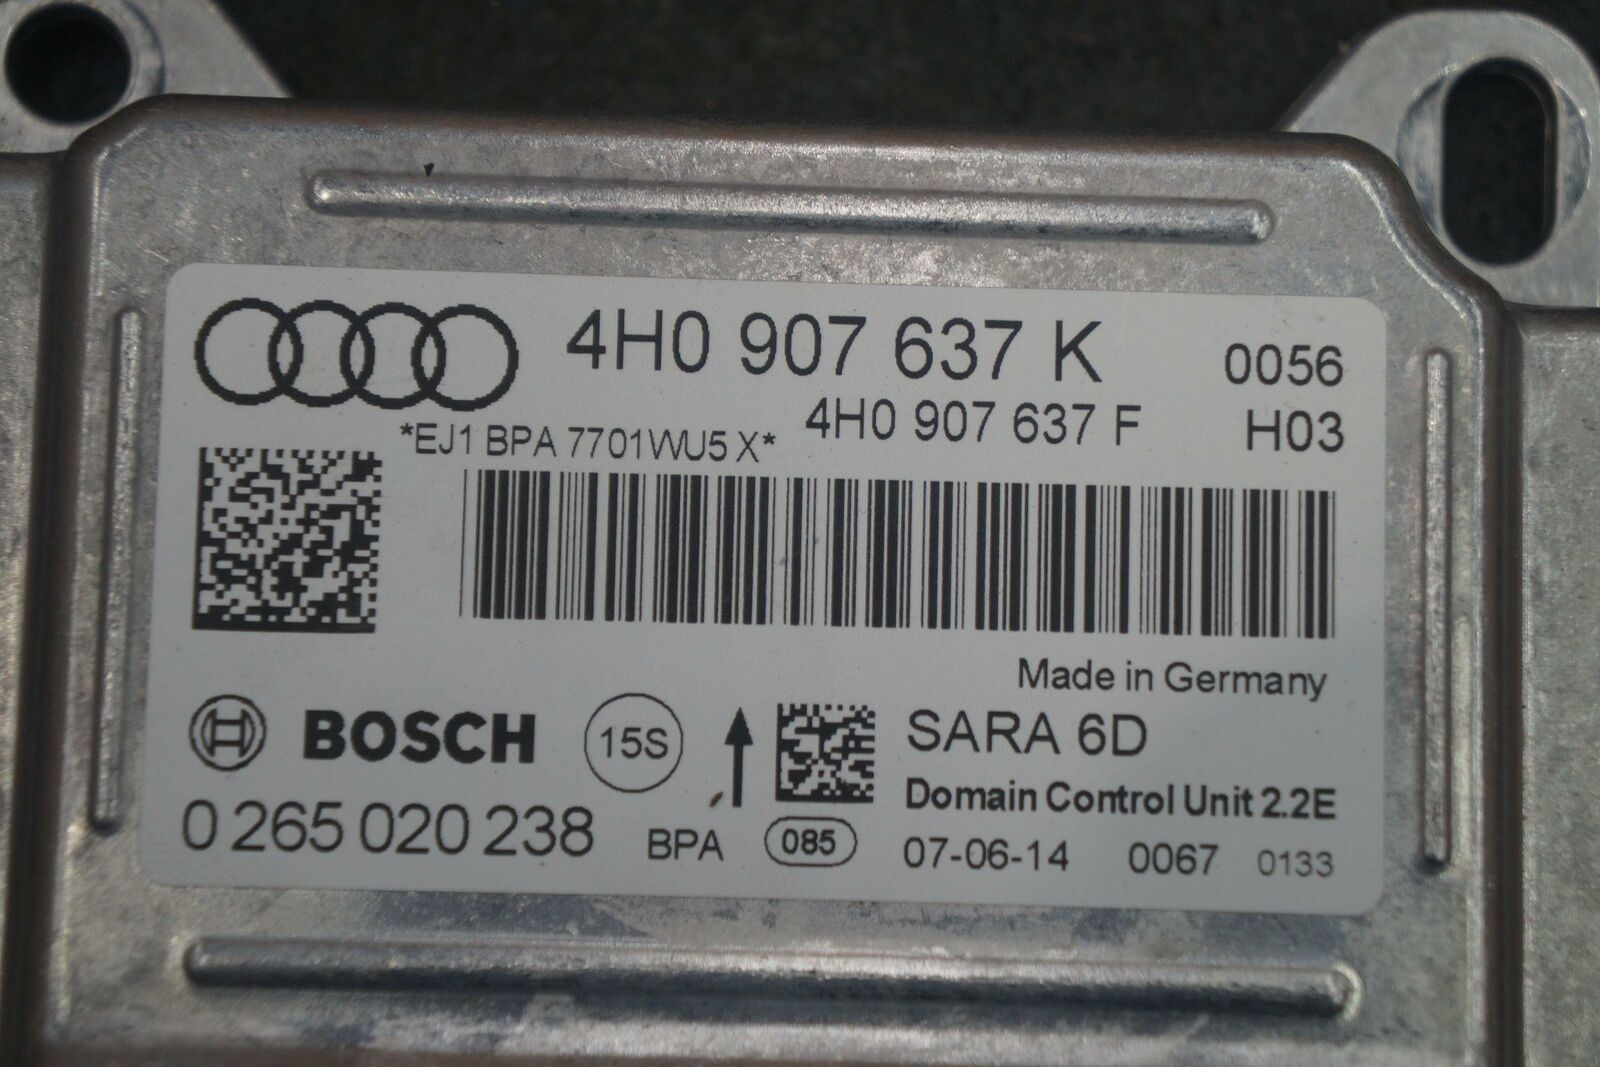 4H0 907 637 K 0056
4H0 907 637 F H03
*EJ1 BPA 7701WU5 X*
Made in Germany
BOSCH 15S SARA 6D
Domain Control Unit 2.2E
0 265 020 238 BPA 085 07-06-14 0067 0133